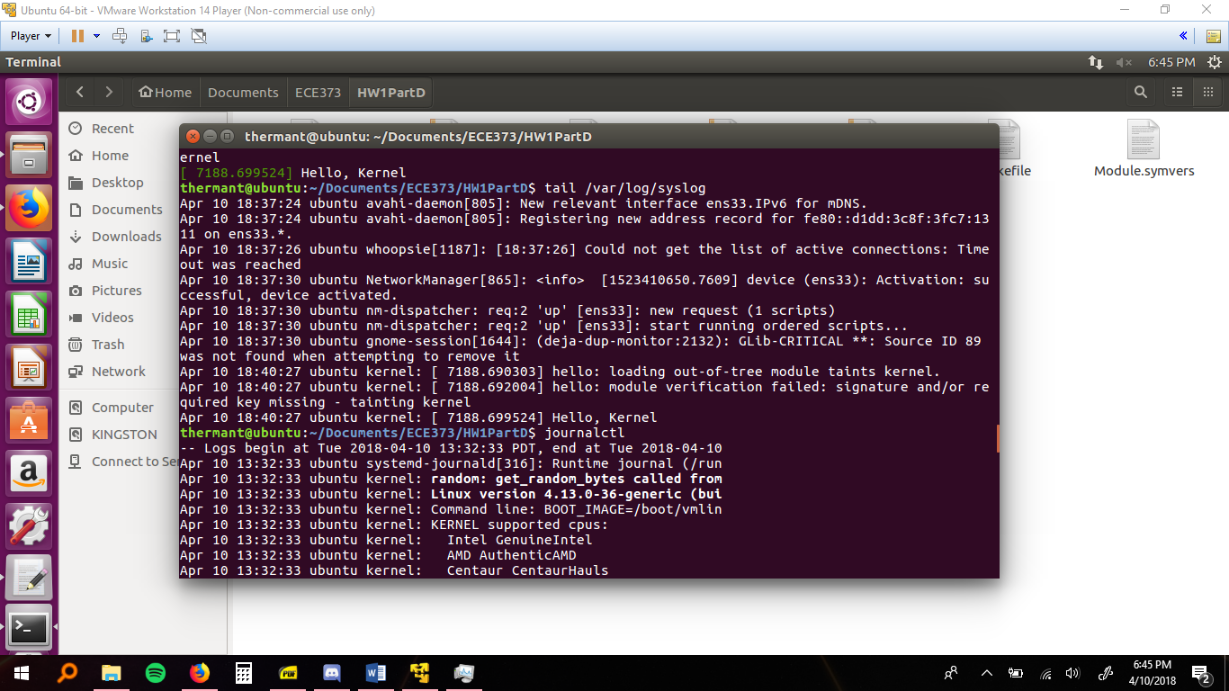 Ubuntu 64-bit - VMware Workstation 14 Player (Non-commercial use only)
Player
Terminal
6:45 PM
Home Documents ECE373 HW1PartD
Recent
Home
Desktop
Documents
Downloads
Music
Pictures
Videos
Trash
Network
Computer
KINGSTON
Connect to Se
efile
Module.symvers
thermant@ubuntu: ~/Documents/ECE373/HW1PartD
ernel
[ 7188.699524] Hello, Kernel
thermant@ubuntu:~/Documents/ECE373/HW1PartD$ tail /var/log/syslog
Apr 10 18:37:24 ubuntu avahi-daemon[805]: New relevant interface ens33.IPv6 for mDNS.
Apr 10 18:37:24 ubuntu avahi-daemon[805]: Registering new address record for fe80::d1dd:3c8f:3fc7:13
11 on ens33.*.
Apr 10 18:37:26 ubuntu whoopsie[1187]: [18:37:26] Could not get the list of active connections: Time
out was reached
Apr 10 18:37:30 ubuntu NetworkManager[865]: <info>  [1523410650.7609] device (ens33): Activation: su
ccessful, device activated.
Apr 10 18:37:30 ubuntu nm-dispatcher: req:2 'up' [ens33]: new request (1 scripts)
Apr 10 18:37:30 ubuntu nm-dispatcher: req:2 'up' [ens33]: start running ordered scripts...
Apr 10 18:37:30 ubuntu gnome-session[1644]: (deja-dup-monitor:2132): GLib-CRITICAL **: Source ID 89
was not found when attempting to remove it
Apr 10 18:40:27 ubuntu kernel: [ 7188.690303] hello: loading out-of-tree module taints kernel.
Apr 10 18:40:27 ubuntu kernel: [ 7188.692004] hello: module verification failed: signature and/or re
quired key missing - tainting kernel
Apr 10 18:40:27 ubuntu kernel: [ 7188.699524] Hello, Kernel
thermant@ubuntu:~/Documents/ECE373/HW1PartD$ journalctl
-- Logs begin at Tue 2018-04-10 13:32:33 PDT, end at Tue 2018-04-10
Apr 10 13:32:33 ubuntu systemd-journald[316]: Runtime journal (/run
Apr 10 13:32:33 ubuntu kernel: random: get_random_bytes called from
Apr 10 13:32:33 ubuntu kernel: Linux version 4.13.0-36-generic (bui
Apr 10 13:32:33 ubuntu kernel: Command line: BOOT_IMAGE=/boot/vmlin
Apr 10 13:32:33 ubuntu kernel: KERNEL supported cpus:
Apr 10 13:32:33 ubuntu kernel:   Intel GenuineIntel
Apr 10 13:32:33 ubuntu kernel:   AMD AuthenticAMD
Apr 10 13:32:33 ubuntu kernel:   Centaur CentaurHauls
6:45 PM
4/10/2018
2